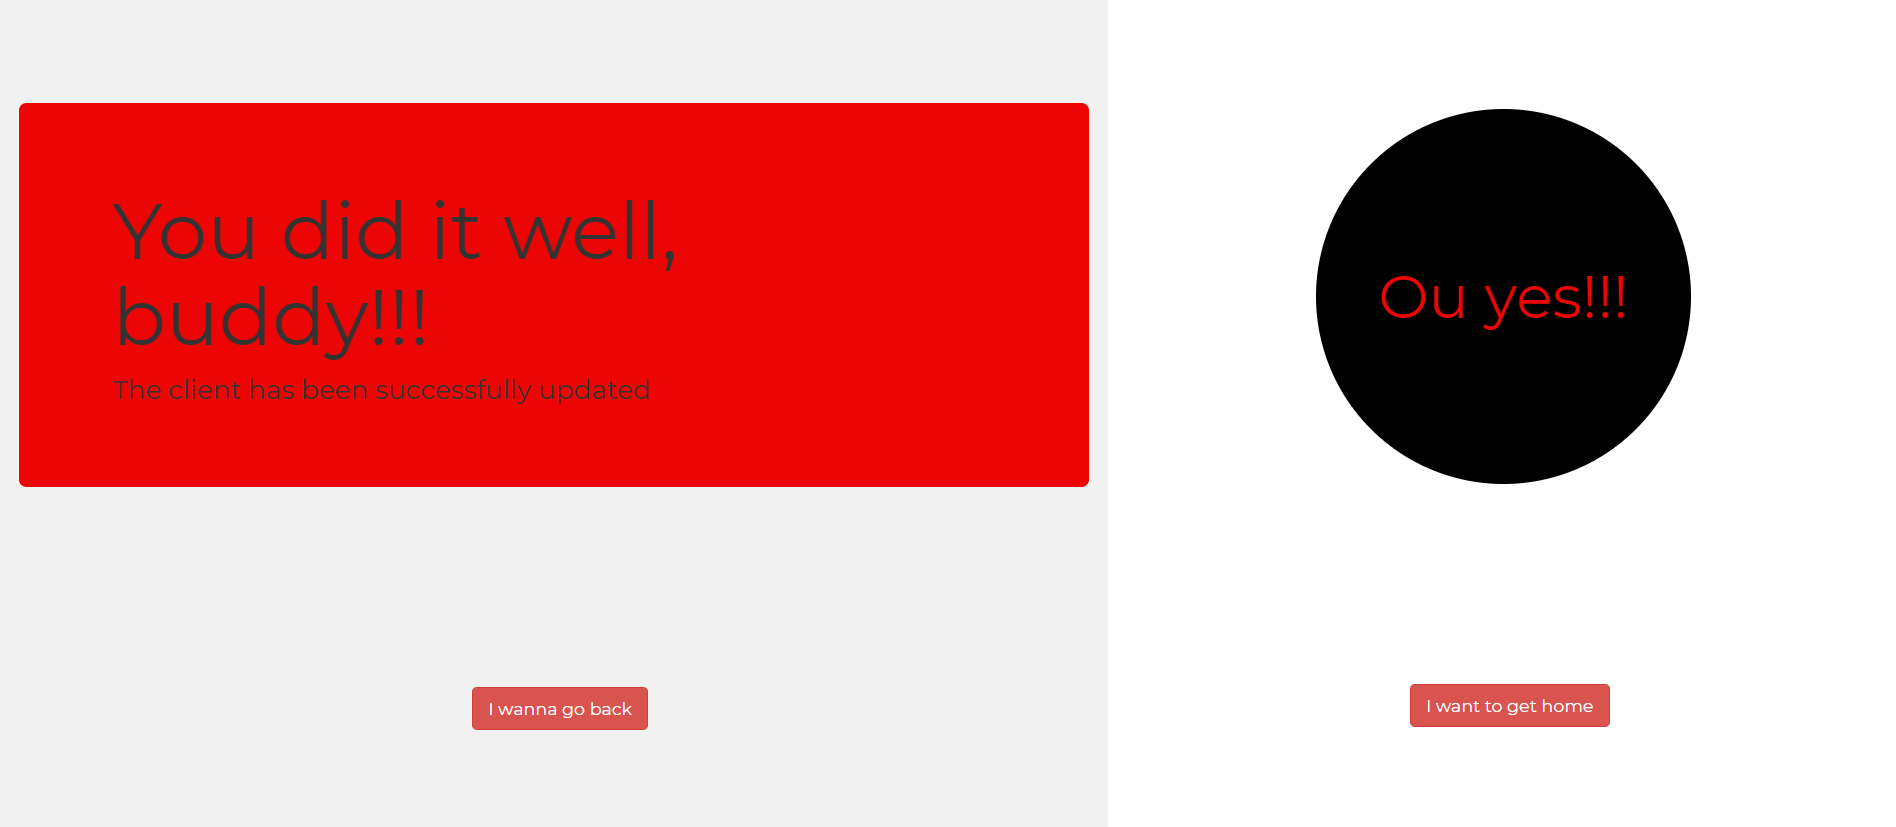 You did it well,
buddy!!!
The client has been successfully updated
I wanna go back
Ou yes!!!
I want to get home